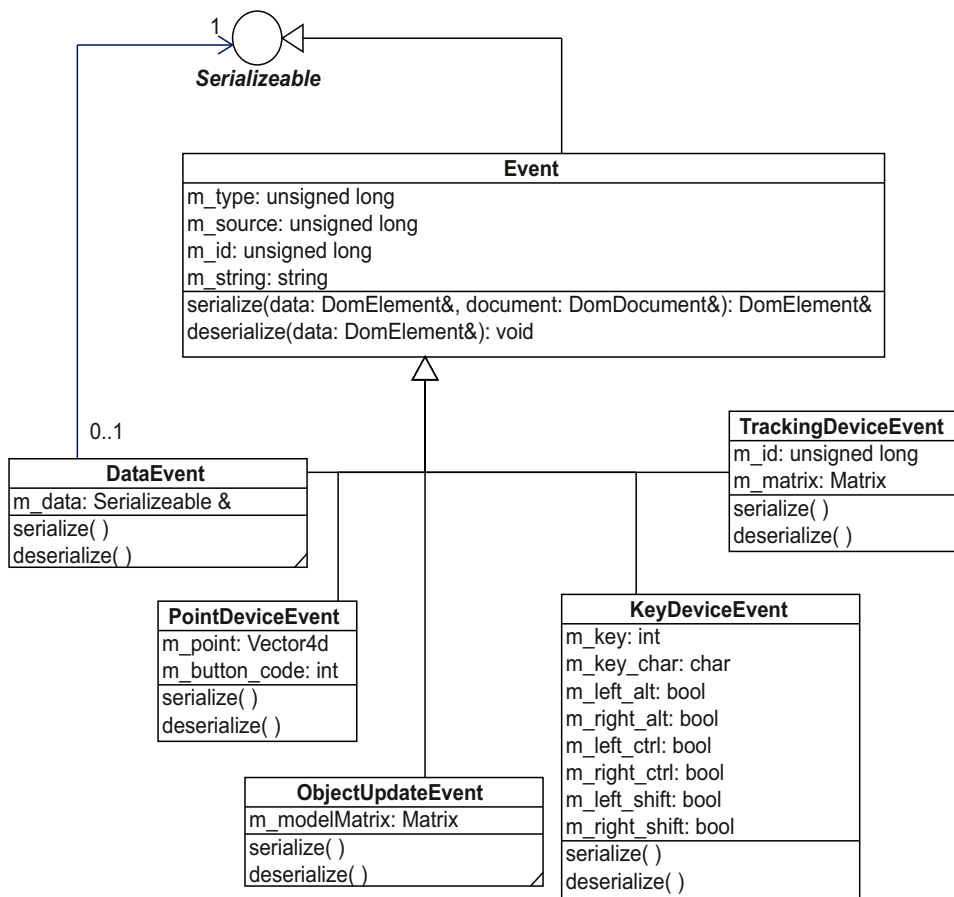 1
Serializeable
Event
m_type: unsigned long
m_source: unsigned long
m_id: unsigned long
m_string: string
serialize(data: DomElement&, document: DomDocument&): DomElement&
deserialize(data: DomElement&): void
0..1
DataEvent
m_data: Serializeable &
serialize( )
deserialize( )
TrackingDeviceEvent
m_id: unsigned long
m_matrix: Matrix
serialize( )
deserialize( )
PointDeviceEvent
m_point: Vector4d
m_button_code: int
serialize( )
deserialize( )
KeyDeviceEvent
m_key: int
m_key_char: char
m_left_alt: bool
m_right_alt: bool
m_left_ctrl: bool
m_right_ctrl: bool
m_left_shift: bool
m_right_shift: bool
serialize( )
deserialize( )
ObjectUpdateEvent
m_modelMatrix: Matrix
serialize( )
deserialize( )